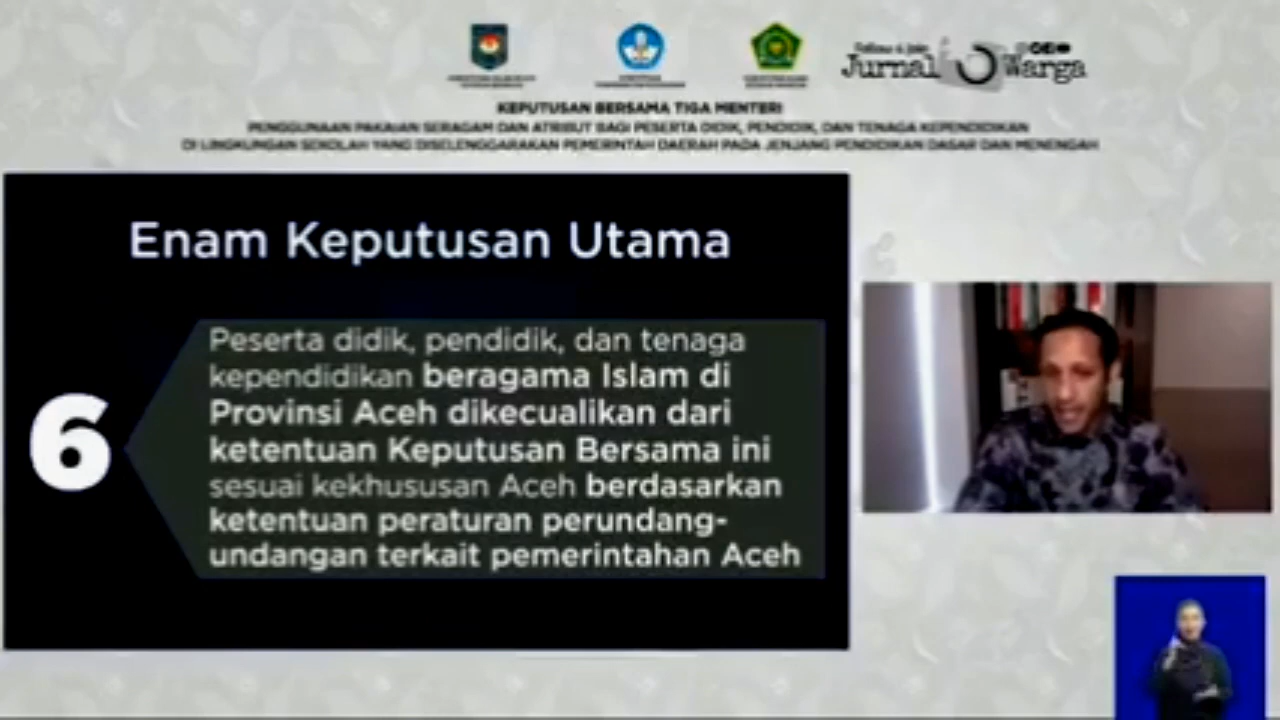 Follow & Join
Jurnal Warga
KEPUTUSAN BERSAMA TIGA MENTERI
PENGGUNAAN PAKAIAN SERAGAM DAN ATRIBUT BAGI PESERTA DIDIK, PENDIDIK, DAN TENAGA KEPENDIDIKAN
DI LINGKUNGAN SEKOLAH YANG DISELENGGARAKAN PEMERINTAH DAERAH PADA JENJANG PENDIDIKAN DASAR DAN MENENGAH
Enam Keputusan Utama
6
Peserta didik, pendidik, dan tenaga
kependidikan beragama Islam di
Provinsi Aceh dikecualikan dari
ketentuan Keputusan Bersama ini
sesuai kekhususan Aceh berdasarkan
ketentuan peraturan perundang-
undangan terkait pemerintahan Aceh